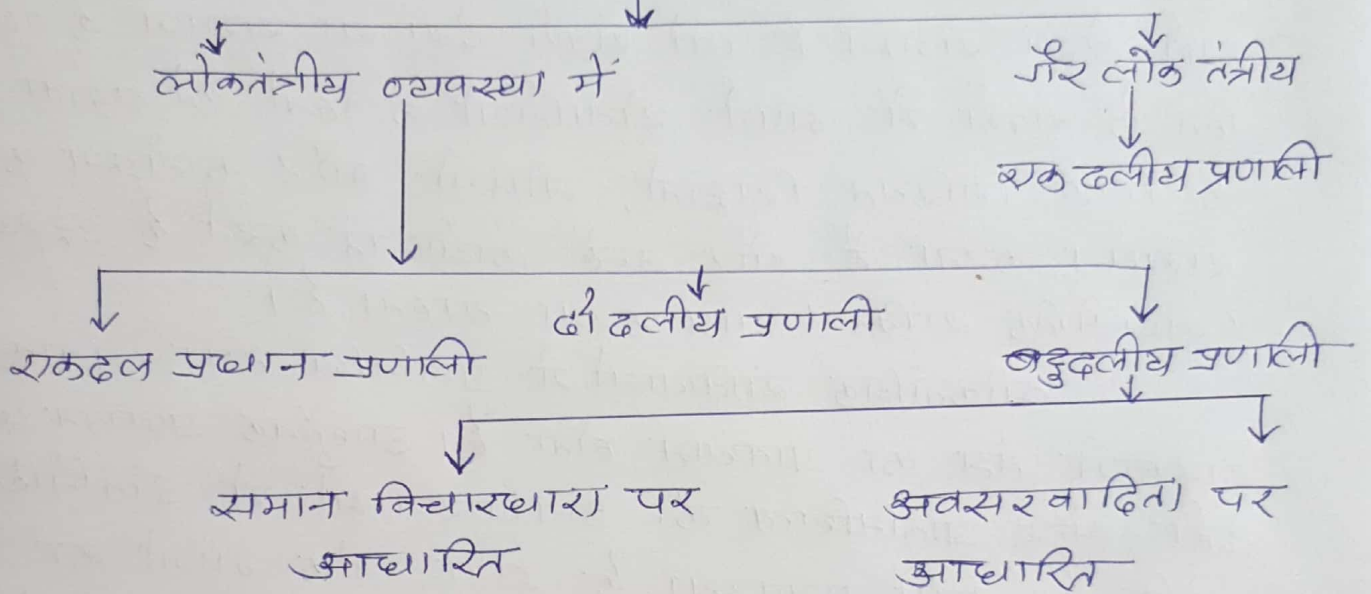 लोकतंत्रीय व्यवस्था में
गैर लोक तंत्रीय
एक दलीय प्रणाली
दो दलीय प्रणाली
एकदल प्रधान प्रणाली
बहुदलीय प्रणाली
समान विचारधारा पर
आधारित
अवसरवादिता पर
आधारित